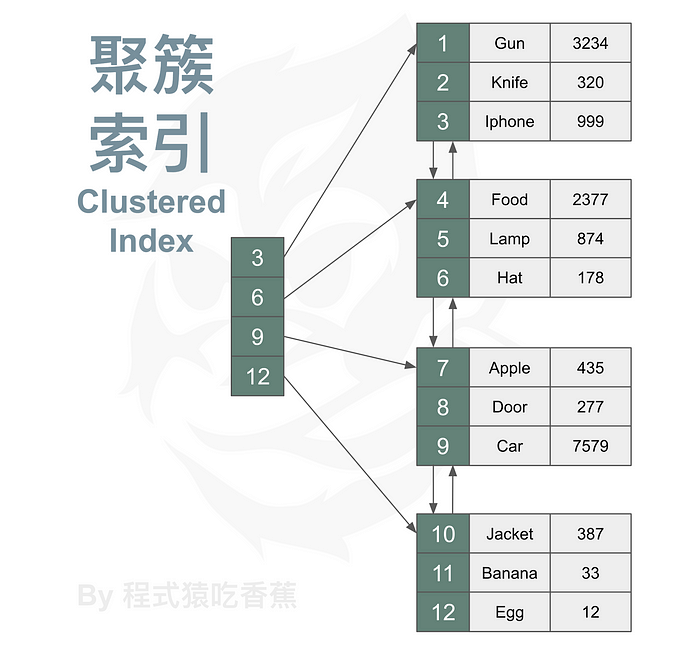 聚簇
索引
Clustered
Index
3
6
9
12
1 Gun 3234
2 Knife 320
3 Iphone 999
4 Food 2377
5 Lamp 874
6 Hat 178
7 Apple 435
8 Door 277
9 Car 7579
10 Jacket 387
11 Banana 33
12 Egg 12
By 程式猿吃香蕉